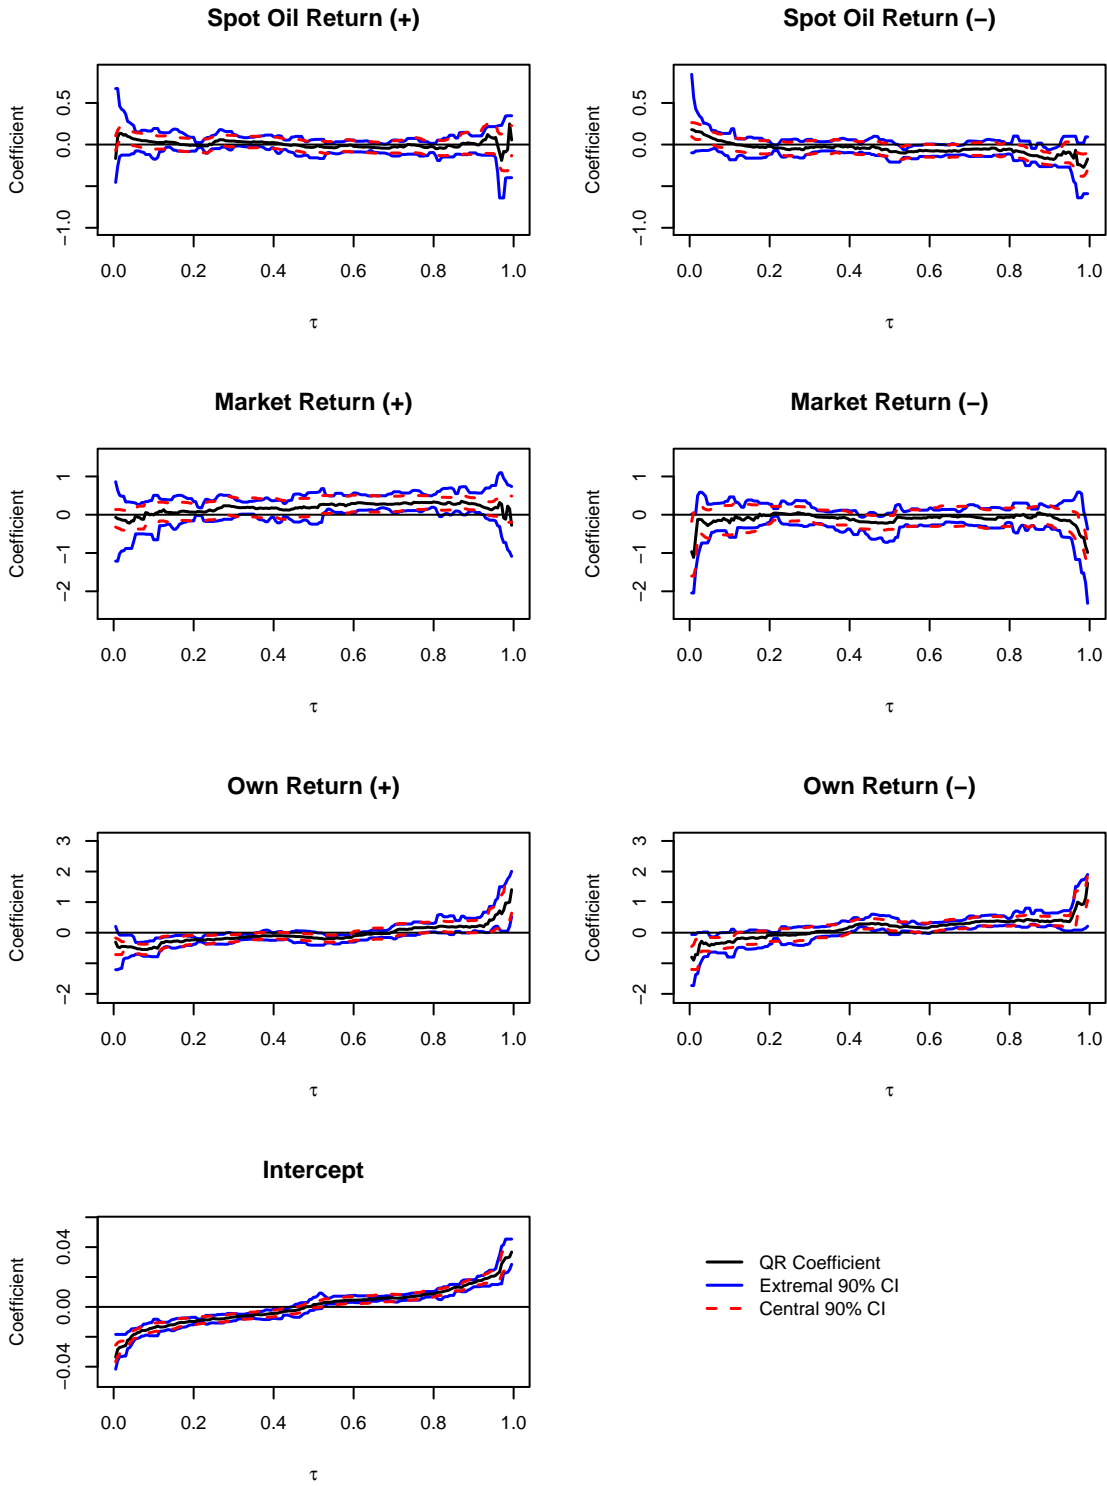 Spot Oil Return (+)
Coefficient
−1.0 0.0 0.5
0.0 0.2 0.4 0.6 0.8 1.0
τ
Spot Oil Return (−)
Coefficient
−1.0 0.0 0.5
0.0 0.2 0.4 0.6 0.8 1.0
τ
Market Return (+)
Coefficient
−2 −1 0 1
0.0 0.2 0.4 0.6 0.8 1.0
τ
Market Return (−)
Coefficient
−2 −1 0 1
0.0 0.2 0.4 0.6 0.8 1.0
τ
Own Return (+)
Coefficient
−2 0 1 2 3
0.0 0.2 0.4 0.6 0.8 1.0
τ
Own Return (−)
Coefficient
−2 0 1 2 3
0.0 0.2 0.4 0.6 0.8 1.0
τ
Intercept
Coefficient
−0.04 0.00 0.04
0.0 0.2 0.4 0.6 0.8 1.0
τ
QR Coefficient
Extremal 90% CI
Central 90% CI